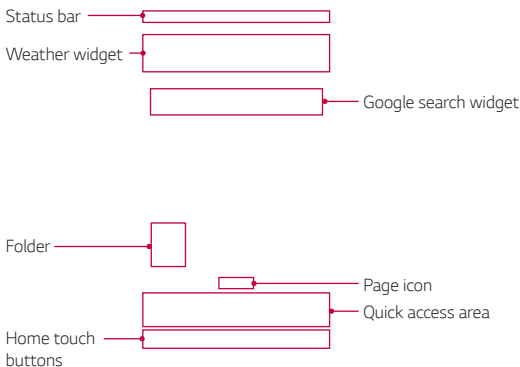 Status bar
Weather widget
Google search widget
Folder
Page icon
Quick access area
Home touch
buttons